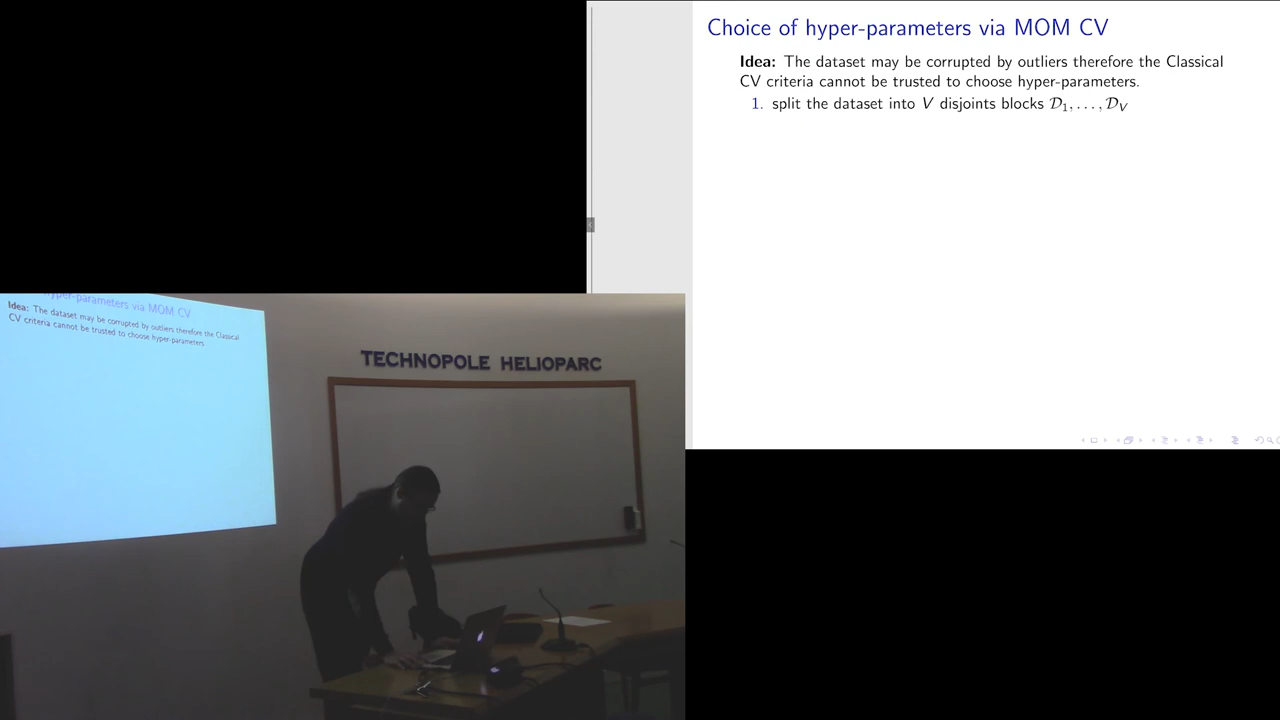 Choice of hyper-parameters via MOM CV
Idea: The dataset may be corrupted by outliers therefore the Classical
CV criteria cannot be trusted to choose hyper-parameters.
1. split the dataset into V disjoints blocks 𝒟₁, . . . , 𝒟_V
hyper-parameters via MOM CV
Idea: The dataset may be corrupted by outliers therefore the Classical
CV criteria cannot be trusted to choose hyper-parameters.
TECHNOPOLE HELIOPARC